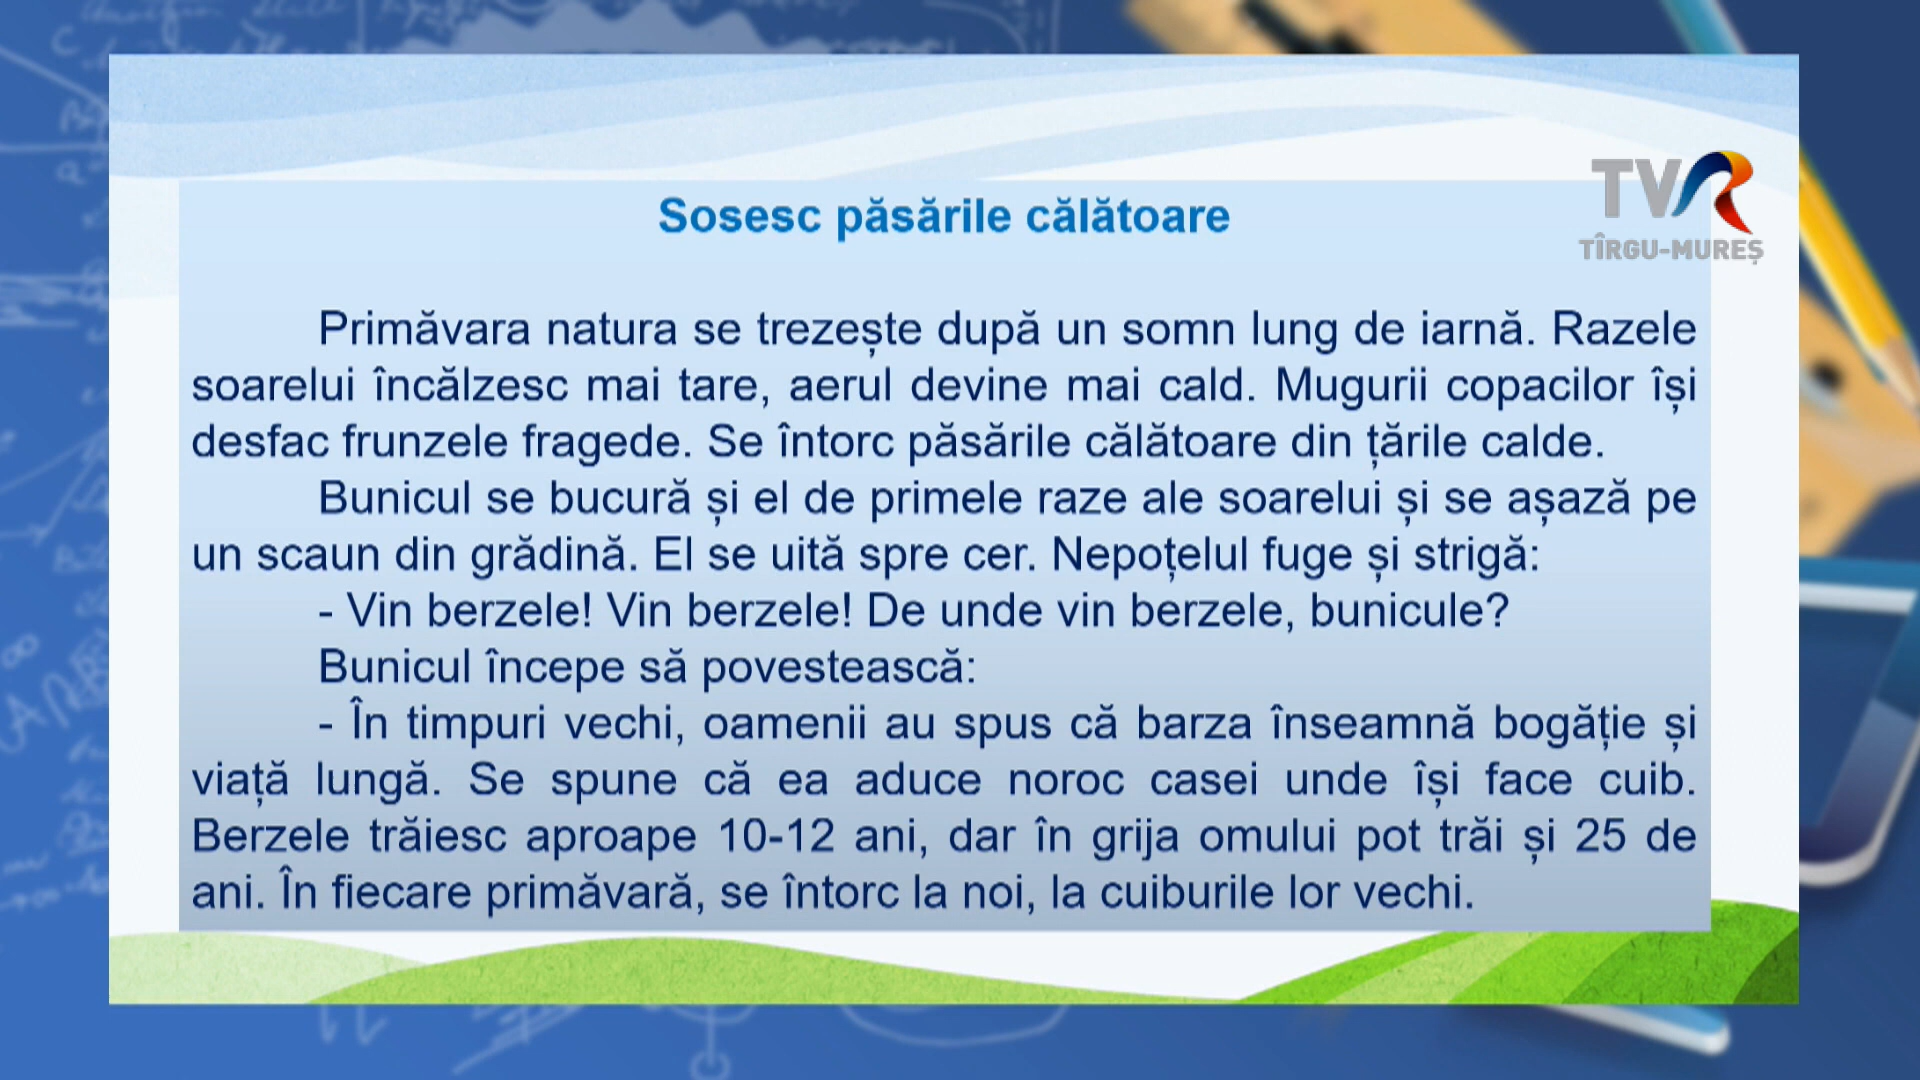 Sosesc păsările călătoare
TVR
TÎRGU-MUREȘ
Primăvara natura se trezește după un somn lung de iarnă. Razele
soarelui încălzesc mai tare, aerul devine mai cald. Mugurii copacilor își
desfac frunzele fragede. Se întorc păsările călătoare din țările calde.
Bunicul se bucură și el de primele raze ale soarelui și se așază pe
un scaun din grădină. El se uită spre cer. Nepoțelul fuge și strigă:
- Vin berzele! Vin berzele! De unde vin berzele, bunicule?
Bunicul începe să povestească:
- În timpuri vechi, oamenii au spus că barza înseamnă bogăție și
viață lungă. Se spune că ea aduce noroc casei unde își face cuib.
Berzele trăiesc aproape 10-12 ani, dar în grija omului pot trăi și 25 de
ani. În fiecare primăvară, se întorc la noi, la cuiburile lor vechi.